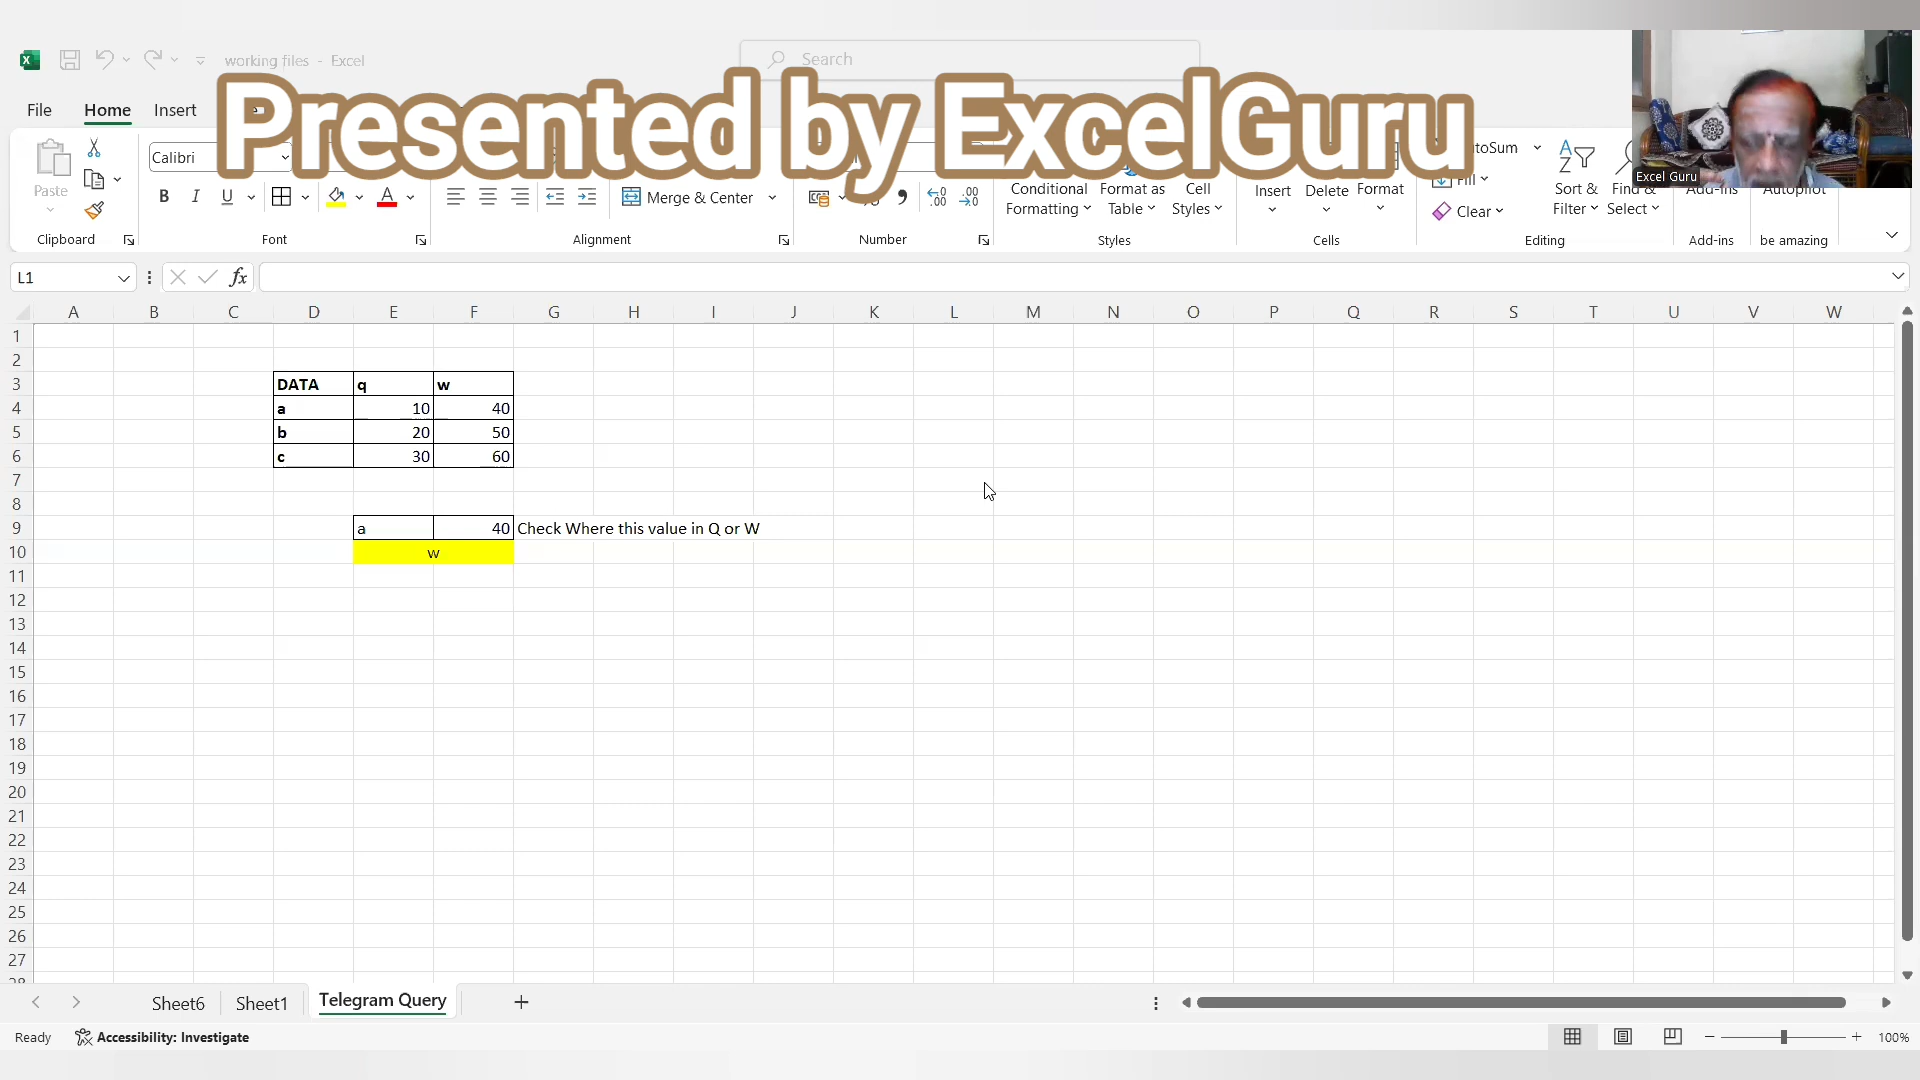 working files - Excel
Search
Presented by ExcelGuru
File Home Insert
Excel Guru
Paste
Calibri
B I U A
Merge & Center
Conditional Formatting
Format as Table
Cell Styles
Insert Delete Format
utoSum
Fill
Clear
Sort & Filter
Find & Select
Add-ins
Autopilot
Clipboard Font Alignment Number Styles Cells Editing Add-ins be amazing
L1 fx
A B C D E F G H I J K L M N O P Q R S T U V W
1
2
3 DATA q w
4 a 10 40
5 b 20 50
6 c 30 60
7
8
9 a 40 Check Where this value in Q or W
10 w
11
12
13
14
15
16
17
18
19
20
21
22
23
24
25
26
27
28
Sheet6 Sheet1 Telegram Query
Ready Accessibility: Investigate 100%